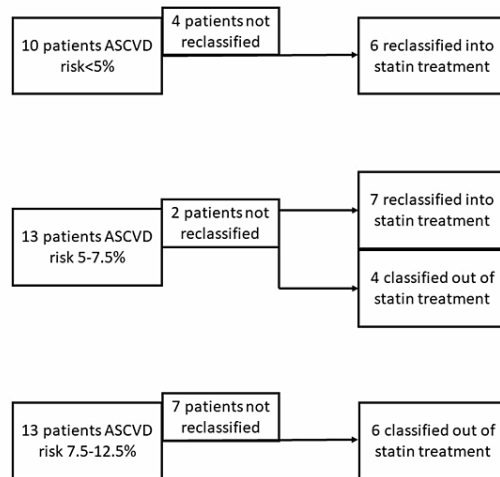 4 patients not
reclassified
10 patients ASCVD
risk<5%
6 reclassified into
statin treatment
2 patients not
reclassified
13 patients ASCVD
risk 5-7.5%
7 reclassified into
statin treatment
4 classified out of
statin treatment
7 patients not
reclassified
13 patients ASCVD
risk 7.5-12.5%
6 classified out of
statin treatment